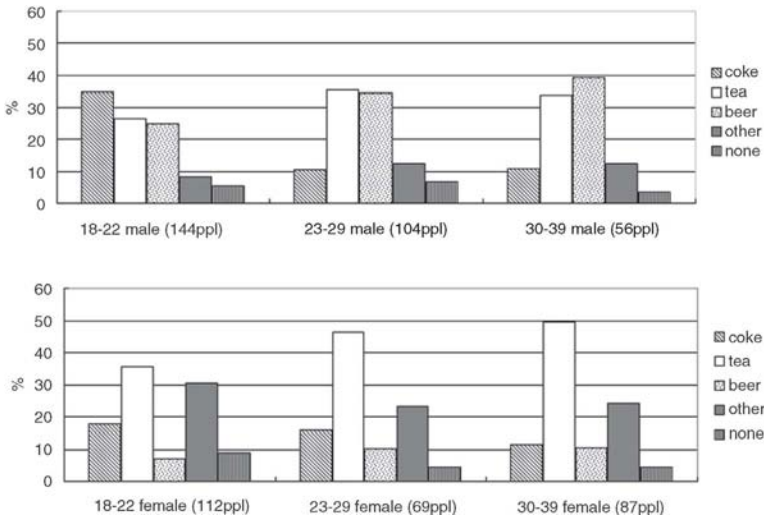 60
50
40
30
20
10
0
%
coke
tea
beer
other
none
18-22 male (144ppl) 23-29 male (104ppl) 30-39 male (56ppl)
60
50
40
30
20
10
0
%
coke
tea
beer
other
none
18-22 female (112ppl) 23-29 female (69ppl) 30-39 female (87ppl)